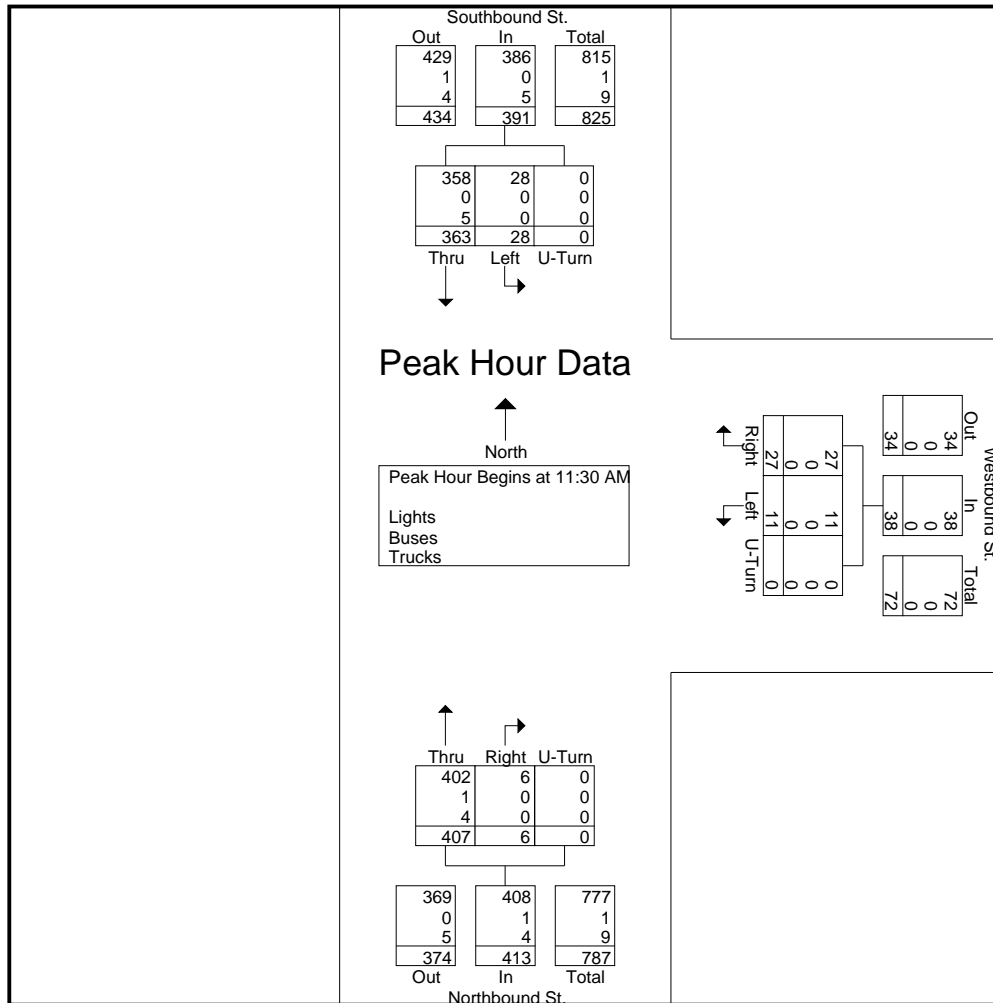 Southbound St.
Out In Total
429 386 815
1 0 1
4 5 9
434 391 825
358 28 0
0 0 0
5 0 0
363 28 0
Thru Left U-Turn
Peak Hour Data
North
Peak Hour Begins at 11:30 AM
Lights
Buses
Trucks
Westbound St.
Out In Total
34 38 72
0 0 0
0 0 0
34 38 72
27 11 0
0 0 0
0 0 0
27 11 0
Right Left U-Turn
Thru Right U-Turn
402 6 0
1 0 0
4 0 0
407 6 0
369 408 777
0 1 1
5 4 9
374 413 787
Out In Total
Northbound St.